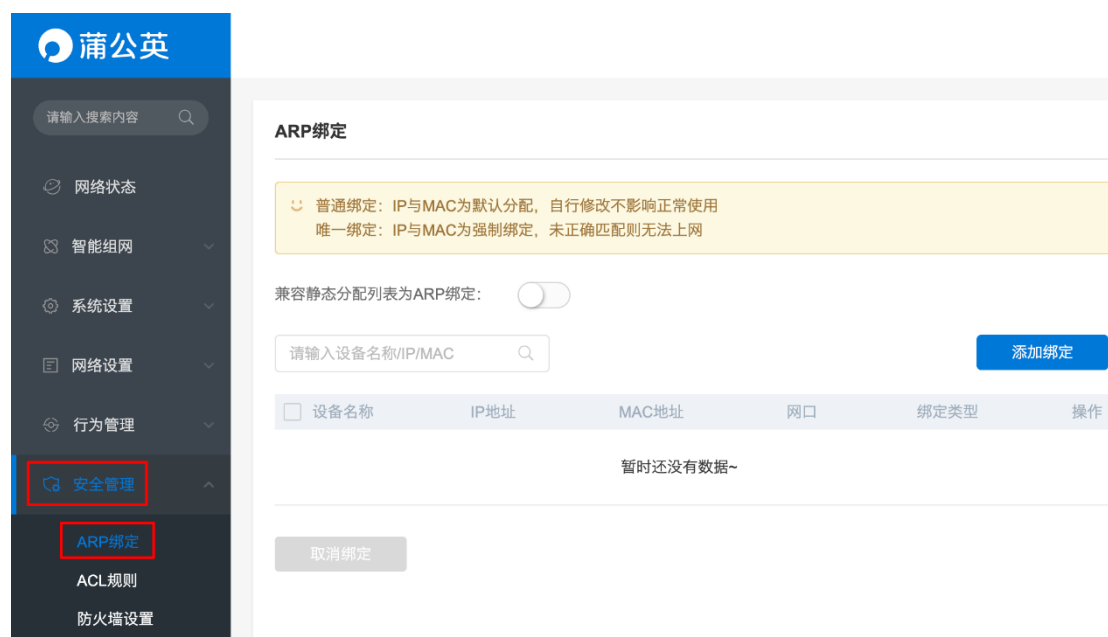 蒲公英
请输入搜索内容
网络状态
智能组网
系统设置
网络设置
行为管理
安全管理
ARP绑定
ACL规则
防火墙设置
ARP绑定
普通绑定：IP与MAC为默认分配，自行修改不影响正常使用
唯一绑定：IP与MAC为强制绑定，未正确匹配则无法上网
兼容静态分配列表为ARP绑定：
请输入设备名称/IP/MAC
添加绑定
设备名称 IP地址 MAC地址 网口 绑定类型 操作
暂时还没有数据~
取消绑定